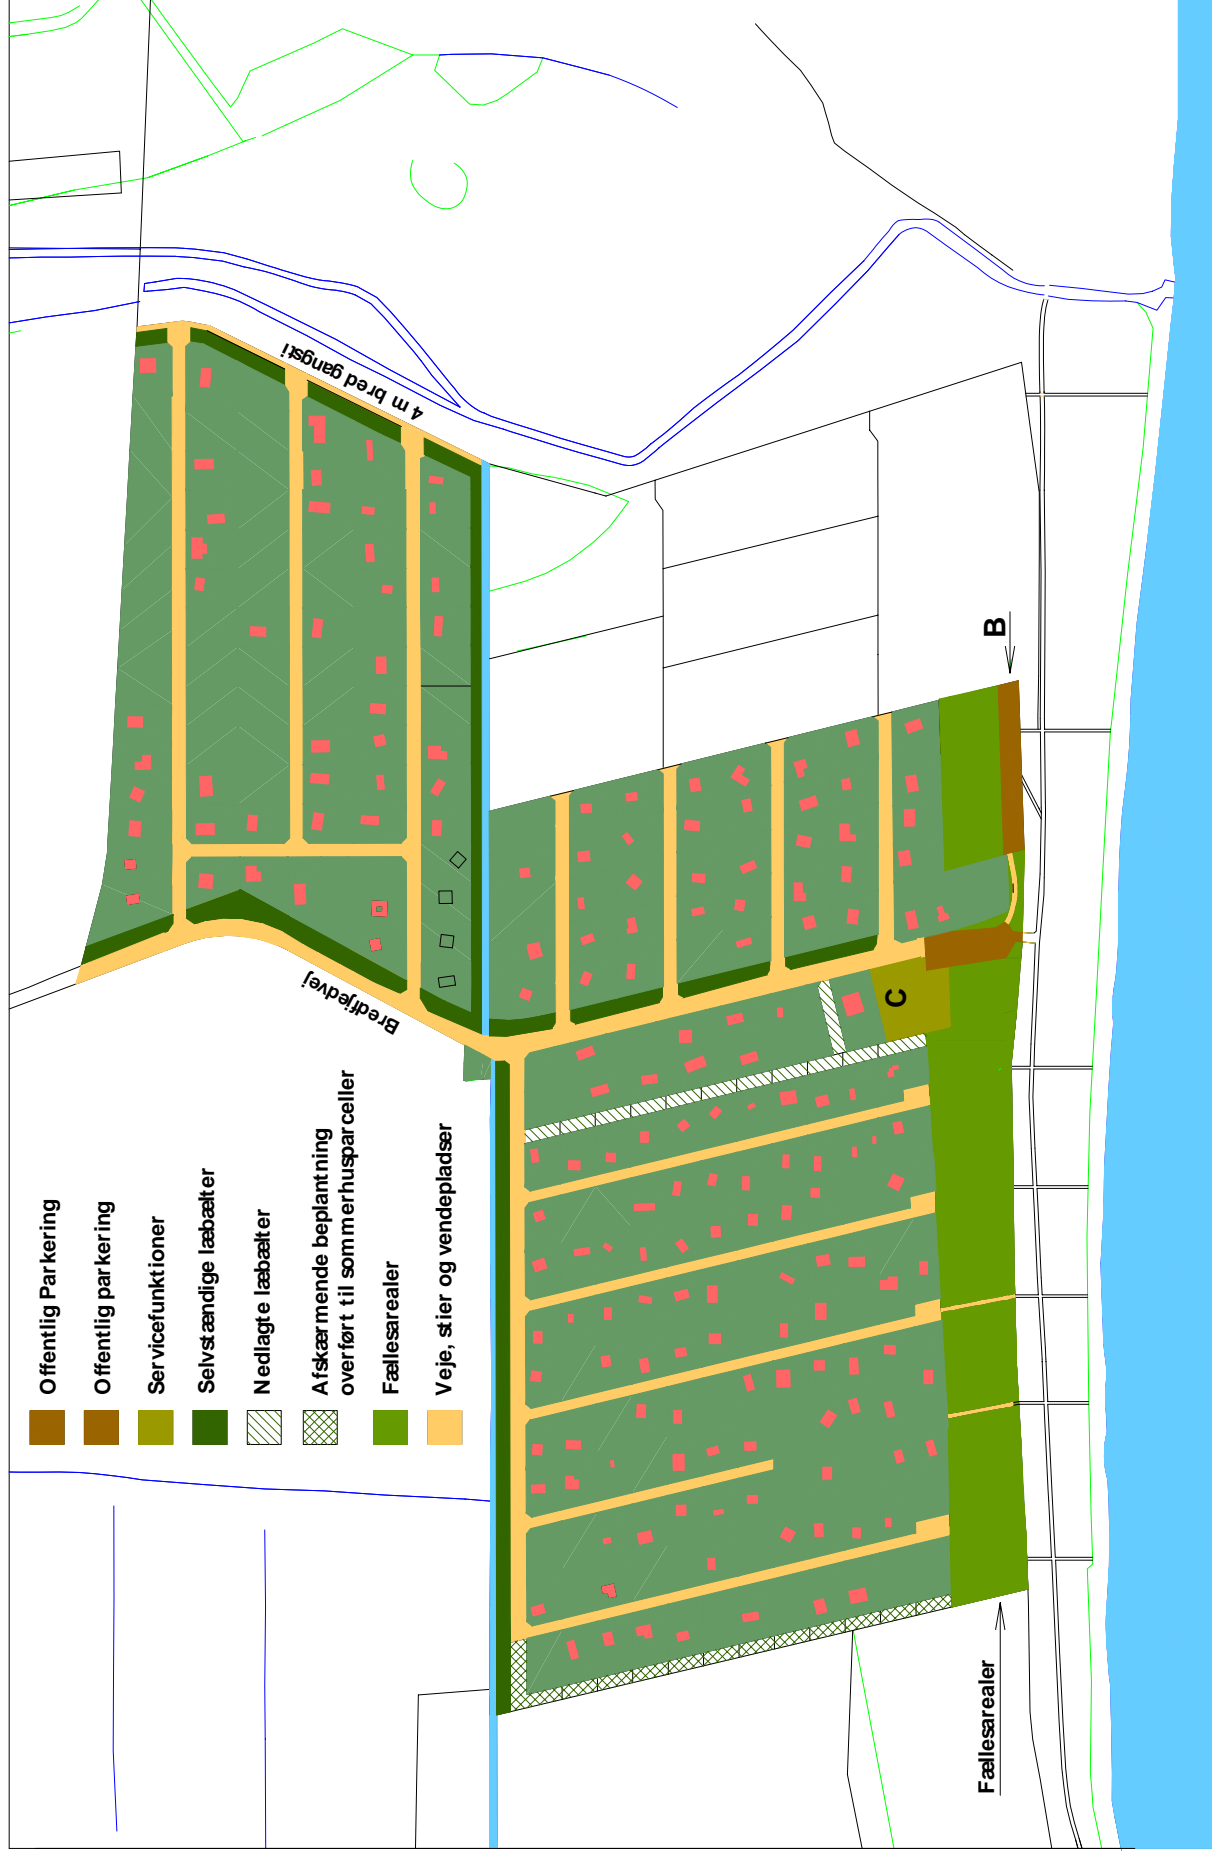 Offentlig Parkering
Offentlig parkering
Servicefunktioner
Selvstændige læbælter
Nedlagte læbælter
Afskærmende beplantning
overført til sommerhusparceller
Fællesarealer
Veje, stier og vendepladser
4 m bred gangsti
Bredfjedvej
B
C
Fællesarealer